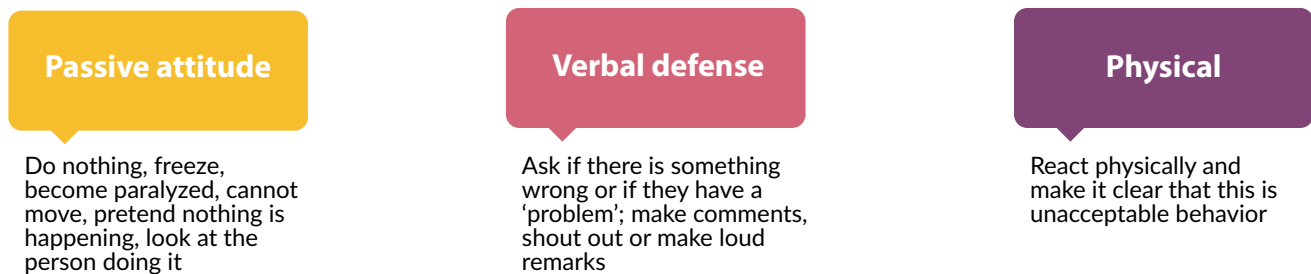 Passive attitude
Do nothing, freeze,
become paralyzed, cannot
move, pretend nothing is
happening, look at the
person doing it
Verbal defense
Ask if there is something
wrong or if they have a
‘problem’; make comments,
shout out or make loud
remarks
Physical
React physically and
make it clear that this is
unacceptable behavior